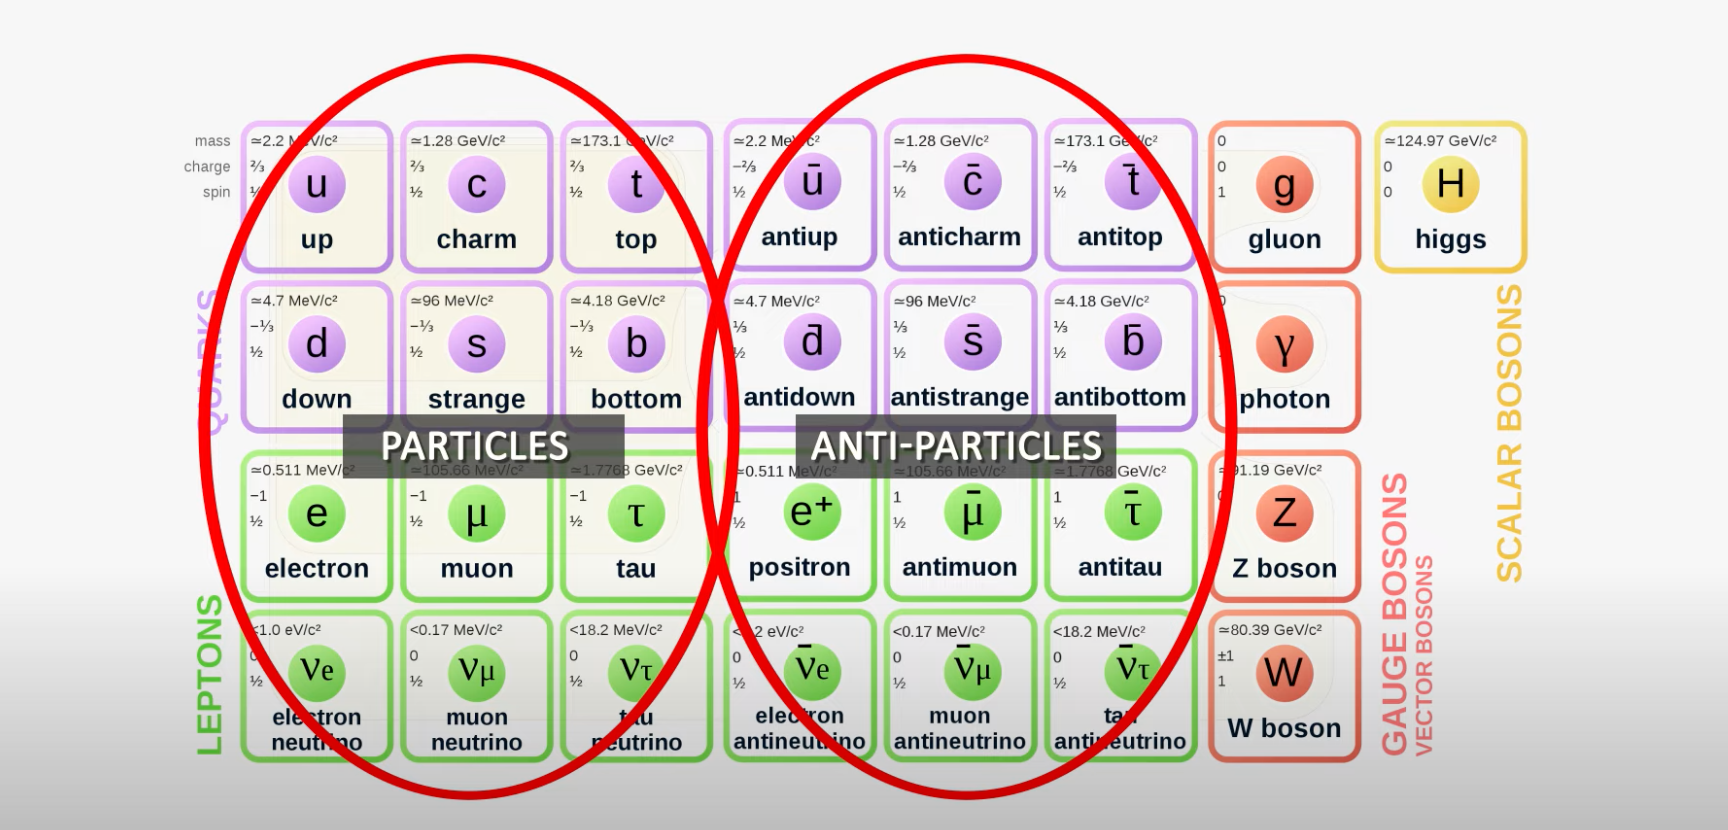 mass
charge
spin
≃2.2 MeV/c²
⅔
½
u
up
≃1.28 GeV/c²
⅔
½
c
charm
≃173.1 GeV/c²
⅔
½
t
top
≃2.2 MeV/c²
−⅔
½
ū
antiup
≃1.28 GeV/c²
−⅔
½
c̄
anticharm
≃173.1 GeV/c²
−⅔
½
t̄
antitop
0
0
1
g
gluon
≃124.97 GeV/c²
0
0
H
higgs
QUARKS
≃4.7 MeV/c²
−⅓
½
d
down
≃96 MeV/c²
−⅓
½
s
strange
≃4.18 GeV/c²
−⅓
½
b
bottom
≃4.7 MeV/c²
⅓
½
d̄
antidown
≃96 MeV/c²
⅓
½
s̄
antistrange
≃4.18 GeV/c²
⅓
½
b̄
antibottom
0
γ
photon
SCALAR BOSONS
PARTICLES
ANTI-PARTICLES
≃0.511 MeV/c²
−1
½
e
electron
≃105.66 MeV/c²
−1
½
μ
muon
≃1.7768 GeV/c²
−1
½
τ
tau
≃0.511 MeV/c²
1
½
e⁺
positron
≃105.66 MeV/c²
1
½
μ̄
antimuon
≃1.7768 GeV/c²
1
½
τ̄
antitau
≃91.19 GeV/c²
0
Z
Z boson
LEPTONS
<1.0 eV/c²
0
½
νe
electron
neutrino
<0.17 MeV/c²
0
½
νμ
muon
neutrino
<18.2 MeV/c²
0
½
ντ
tau
neutrino
eV/c²
0
½
ν̄e
electron
antineutrino
<0.17 MeV/c²
0
½
ν̄μ
muon
antineutrino
<18.2 MeV/c²
0
½
ν̄τ
tau
antineutrino
≃80.39 GeV/c²
±1
1
W
W boson
GAUGE BOSONS
VECTOR BOSONS